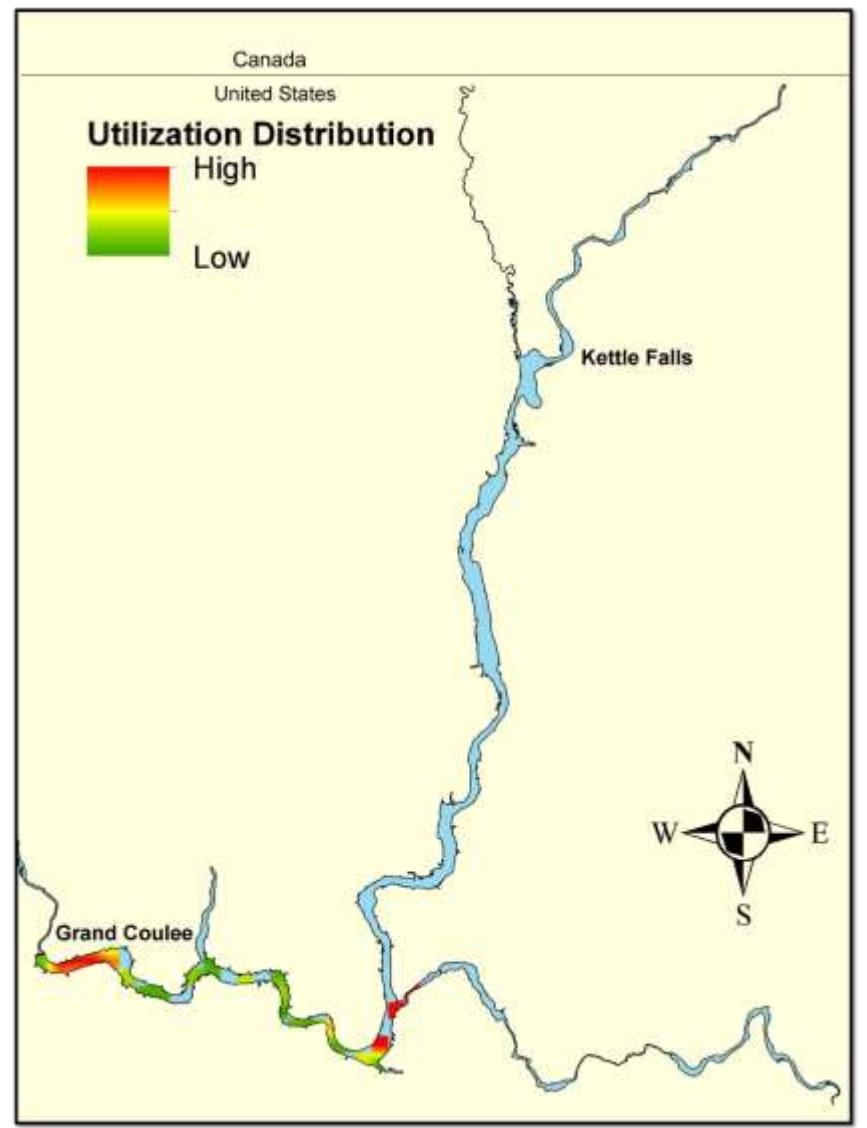 Canada
United States
Utilization Distribution
High
Low
Kettle Falls
N
W
E
S
Grand Coulee